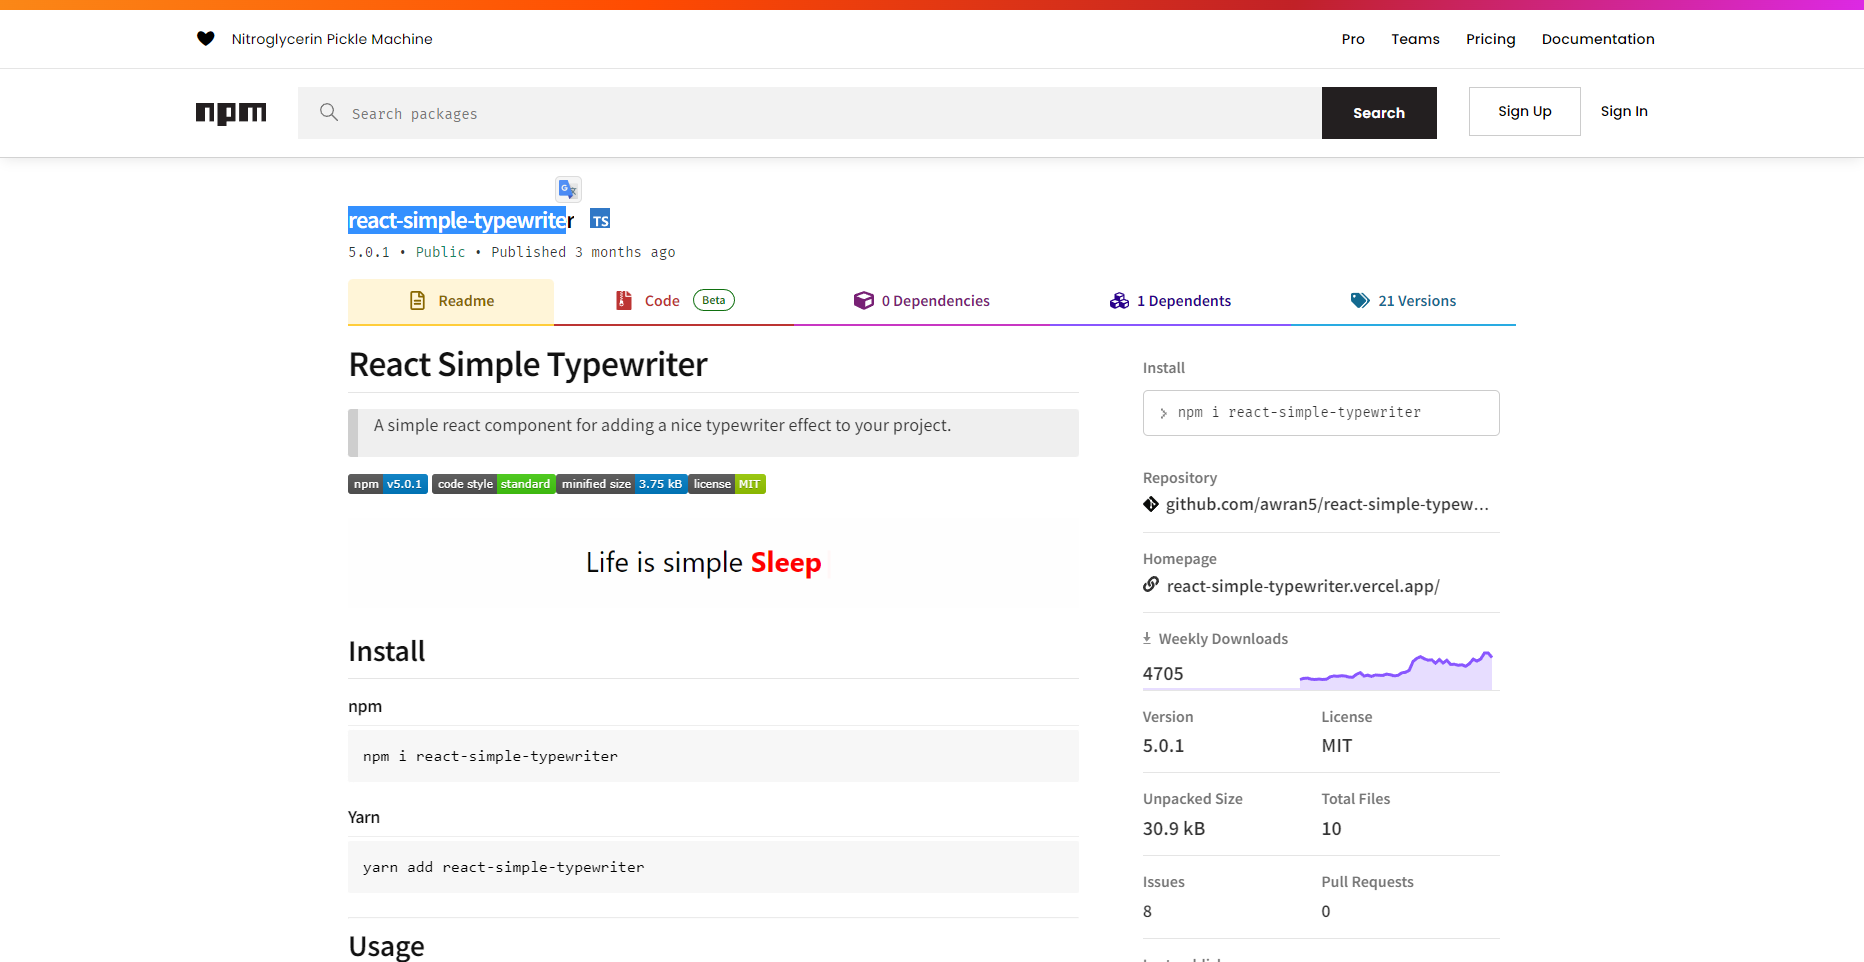 Nitroglycerin Pickle Machine
Pro Teams Pricing Documentation
npm
Search packages
Search
Sign Up
Sign In
react-simple-typewriter TS
5.0.1 • Public • Published 3 months ago
Readme
Code Beta
0 Dependencies
1 Dependents
21 Versions
React Simple Typewriter
A simple react component for adding a nice typewriter effect to your project.
npm v5.0.1 code style standard minified size 3.75 kB license MIT
Life is simple Sleep
Install
npm
npm i react-simple-typewriter
Yarn
yarn add react-simple-typewriter
Usage
Install
npm i react-simple-typewriter
Repository
github.com/awran5/react-simple-typew...
Homepage
react-simple-typewriter.vercel.app/
Weekly Downloads
4705
Version License
5.0.1 MIT
Unpacked Size Total Files
30.9 kB 10
Issues Pull Requests
8 0